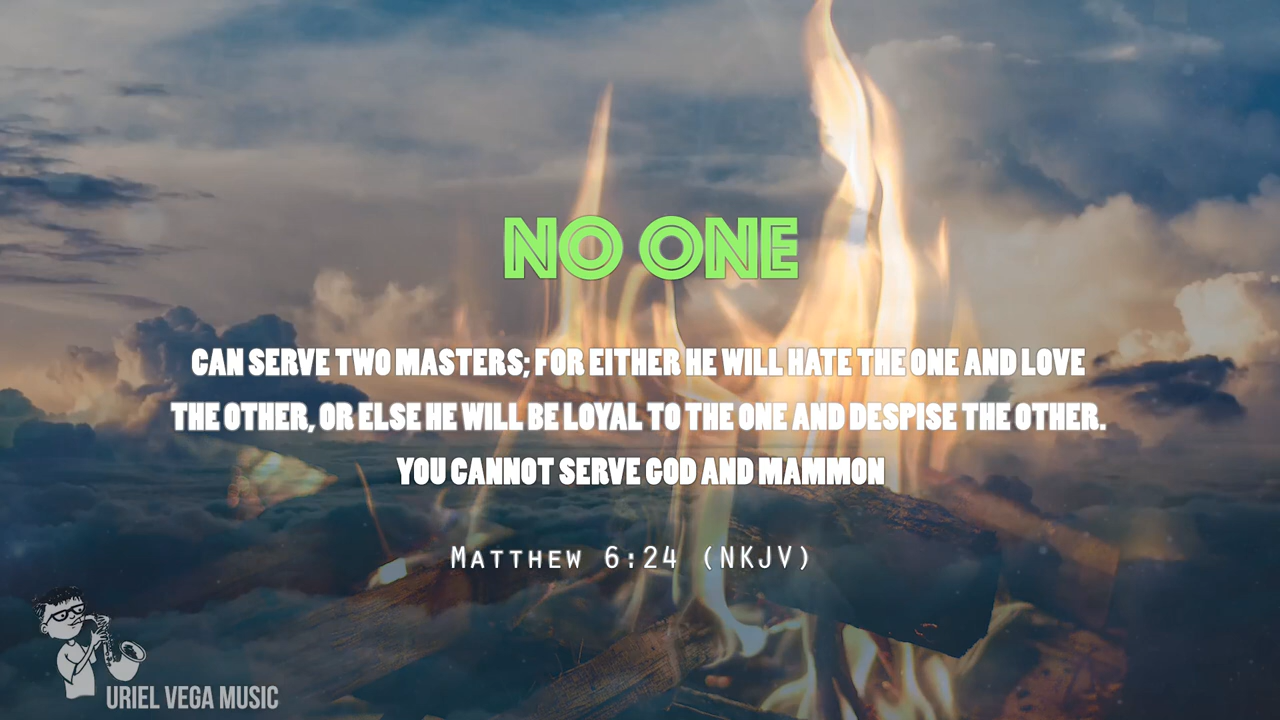 NO ONE
CAN SERVE TWO MASTERS; FOR EITHER HE WILL HATE THE ONE AND LOVE
THE OTHER, OR ELSE HE WILL BE LOYAL TO THE ONE AND DESPISE THE OTHER.
YOU CANNOT SERVE GOD AND MAMMON
Matthew 6:24 (NKJV)
URIEL VEGA MUSIC